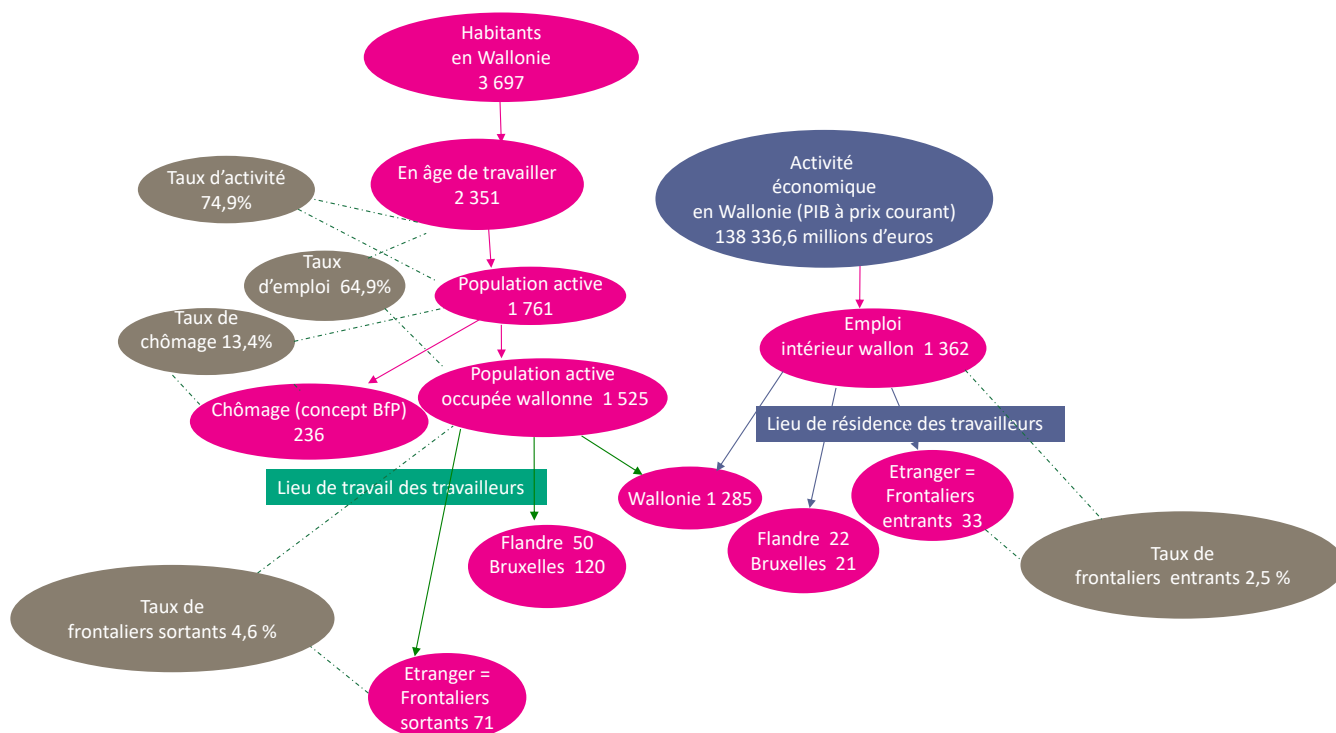 Habitants
en Wallonie
3 697
En âge de travailler
2 351
Taux d'activité
74,9%
Activité
économique
en Wallonie (PIB à prix courant)
138 336,6 millions d'euros
Taux
d'emploi 64,9%
Population active
1 761
Taux de
chômage 13,4%
Emploi
intérieur wallon 1 362
Population active
occupée wallonne 1 525
Chômage (concept BfP)
236
Lieu de résidence des travailleurs
Lieu de travail des travailleurs
Wallonie 1 285
Etranger =
Frontaliers
entrants 33
Flandre 50
Bruxelles 120
Flandre 22
Bruxelles 21
Taux de
frontaliers entrants 2,5 %
Taux de
frontaliers sortants 4,6 %
Etranger =
Frontaliers
sortants 71